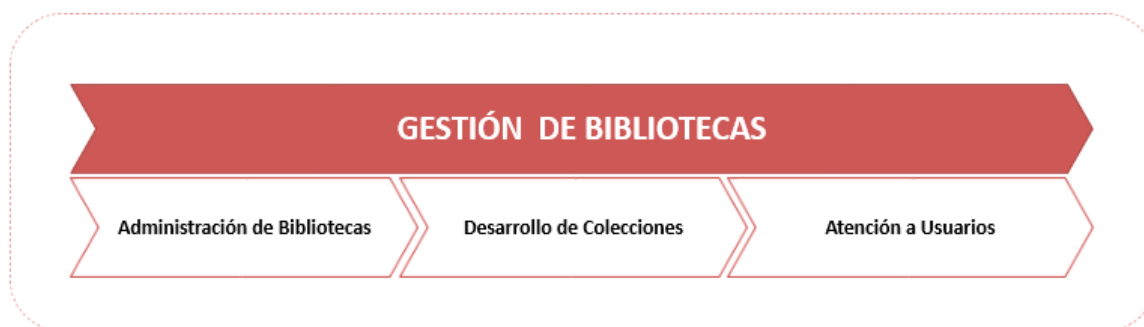 GESTIÓN DE BIBLIOTECAS
Administración de Bibliotecas
Desarrollo de Colecciones
Atención a Usuarios